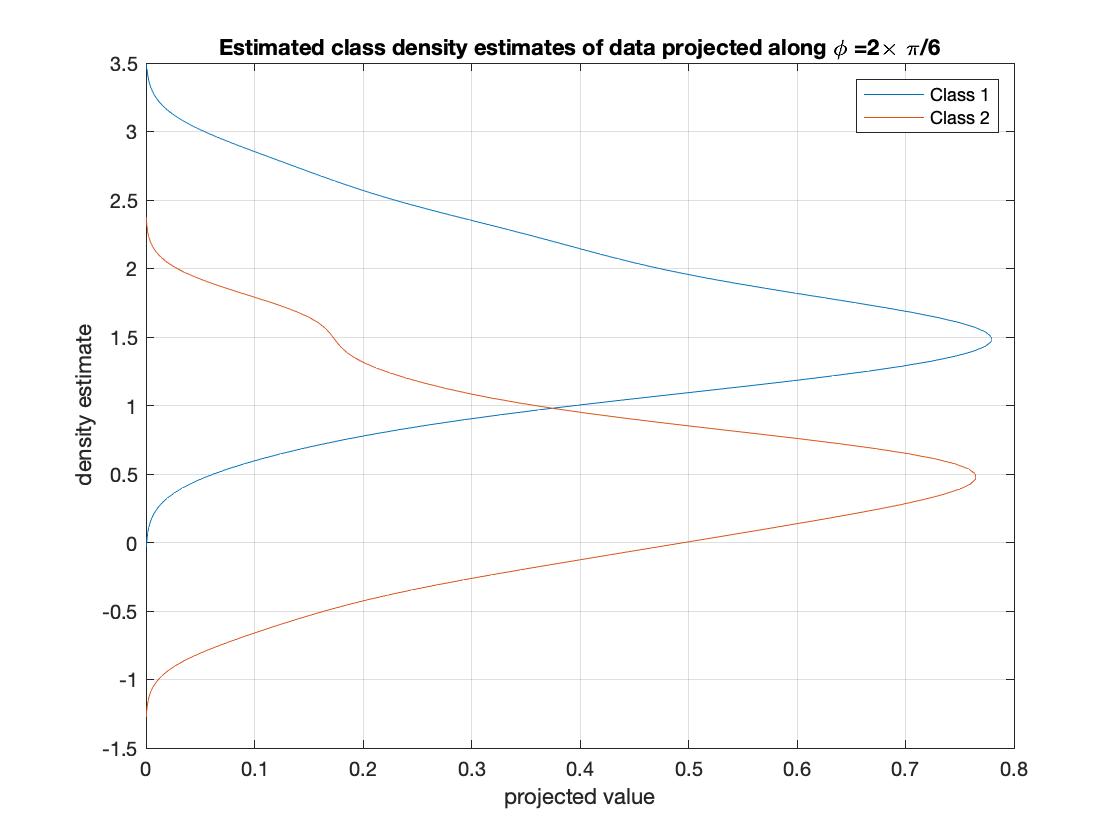 Estimated class density estimates of data projected along ϕ =2× π/6
Class 1
Class 2
density estimate
3.5
3
2.5
2
1.5
1
0.5
0
-0.5
-1
-1.5
0 0.1 0.2 0.3 0.4 0.5 0.6 0.7 0.8
projected value